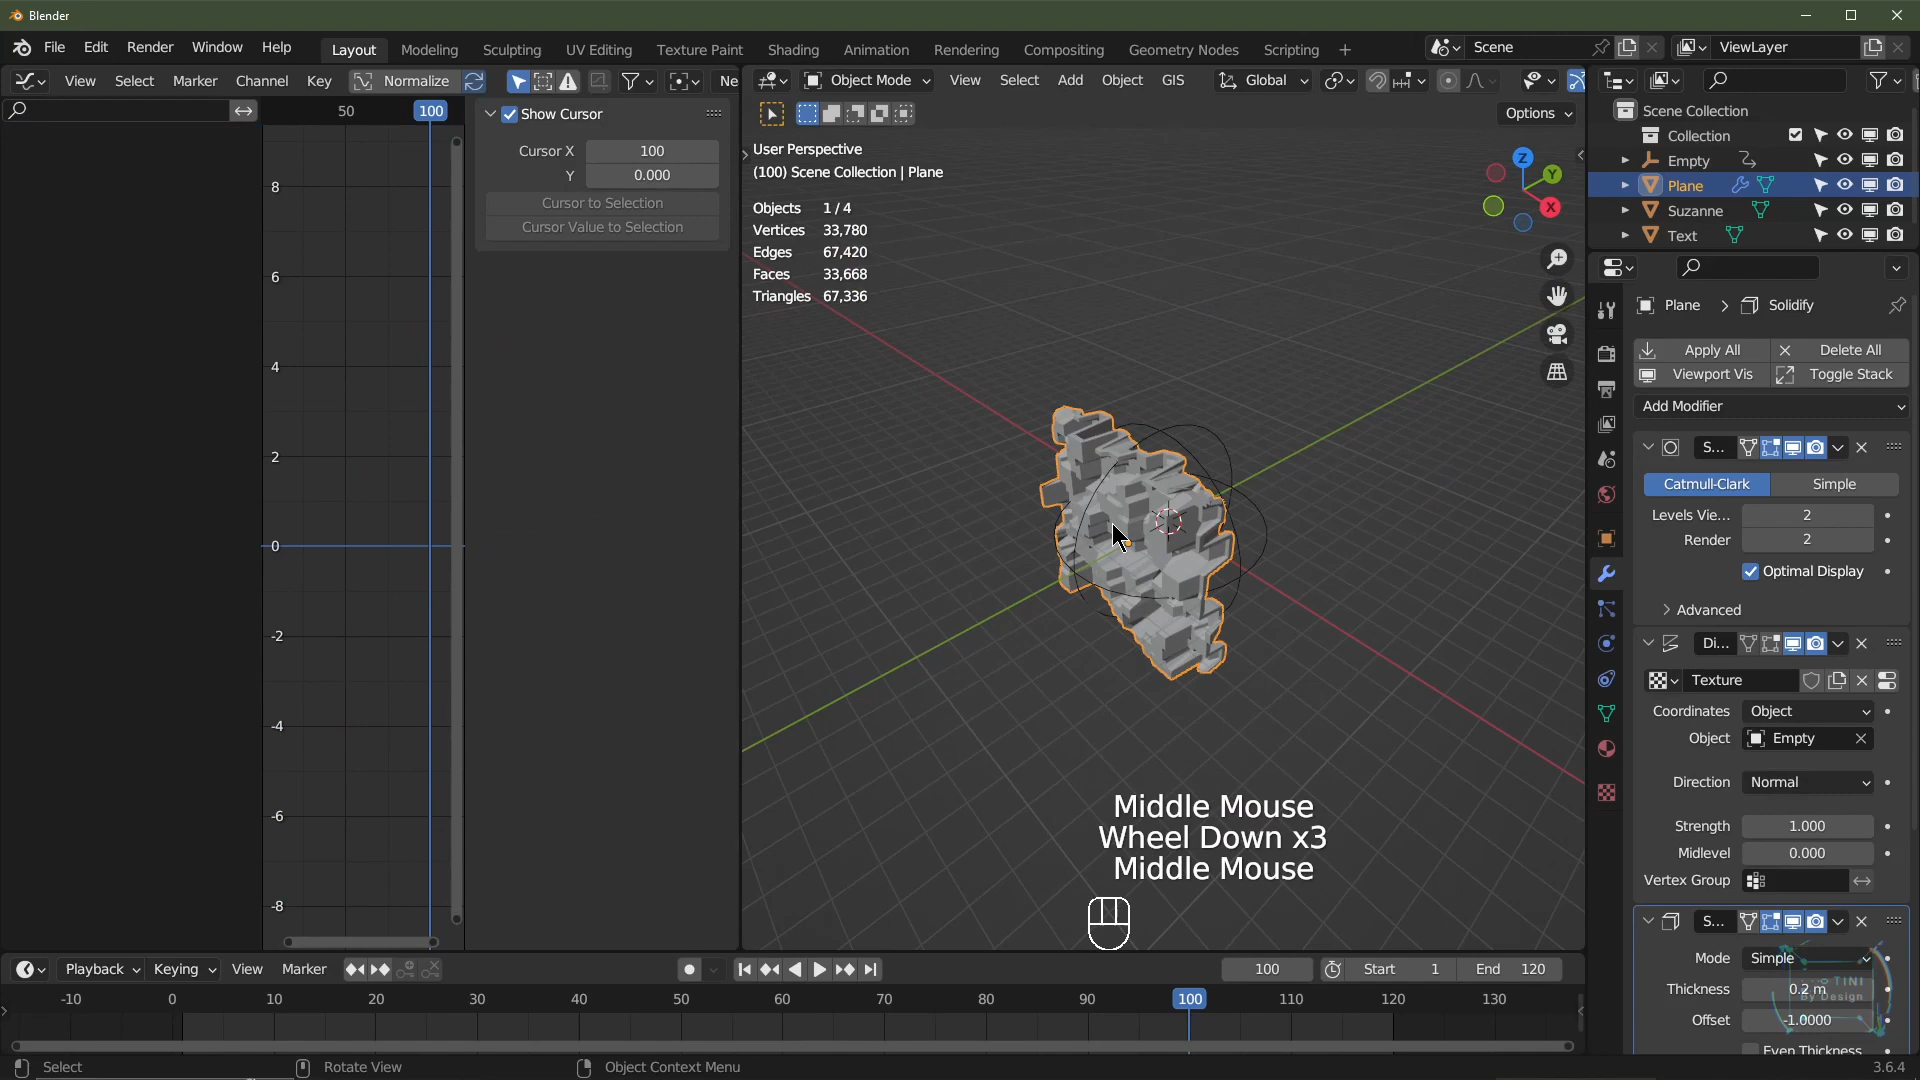 Blender
File Edit Render Window Help
Layout Modeling Sculpting UV Editing Texture Paint Shading Animation Rendering Compositing Geometry Nodes Scripting +
Scene
ViewLayer
View Select Marker Channel Key Normalize Ne
Object Mode View Select Add Object GIS Global
Options
50 100
Show Cursor
Cursor X 100
Y 0.000
Cursor to Selection
Cursor Value to Selection
8
6
4
2
0
-2
-4
-6
-8
User Perspective
(100) Scene Collection | Plane
Objects 1/4
Vertices 33,780
Edges 67,420
Faces 33,668
Triangles 67,336
Z
Y
X
Middle Mouse
Wheel Down x3
Middle Mouse
Scene Collection
Collection
Empty
Plane
Suzanne
Text
Plane > Solidify
Apply All Delete All
Viewport Vis Toggle Stack
Add Modifier
S...
Catmull-Clark Simple
Levels Vie... 2
Render 2
Optimal Display
Advanced
Di...
Texture
Coordinates Object
Object Empty
Direction Normal
Strength 1.000
Midlevel 0.000
Vertex Group
S...
Mode Simple
Thickness 0.2 m
Offset -1.0000
Even Thickness
TINI
By Design
Playback Keying View Marker
100 Start 1 End 120
-10 0 10 20 30 40 50 60 70 80 90 100 110 120 130
Select Rotate View Object Context Menu 3.6.4